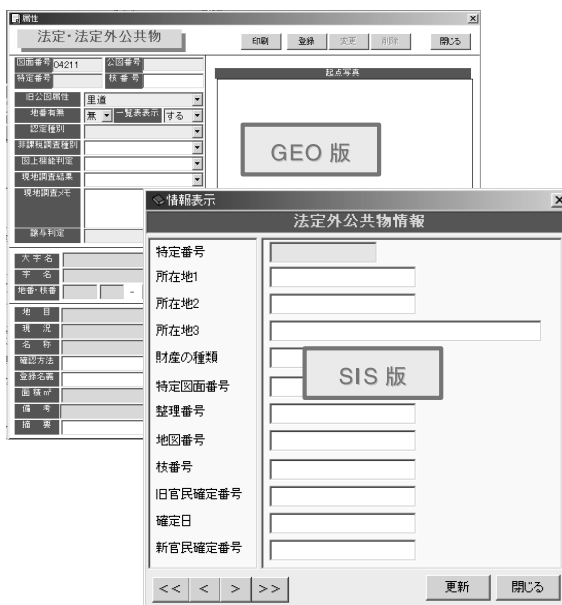 属性
法定・法定外公共物
印刷 登録 変更 削除 閉じる
図面番号 04211 公図番号
特定番号 枝番号
起点写真
旧公図属性 里道
地番有無 無 一覧表表示 する
認定種別
非課税調査種別
図上機能判定
現地調査結果
現地調査メモ
譲与判定
GEO 版
大字名
字名
地番・枝番 -
地目
現況
名称
確認方法
登録名義
面積㎡
備考
摘要
情報表示
法定外公共物情報
特定番号
所在地1
所在地2
所在地3
財産の種類
SIS 版
特定図面番号
整理番号
地図番号
枝番号
旧官民確定番号
確定日
新官民確定番号
<< < > >> 更新 閉じる